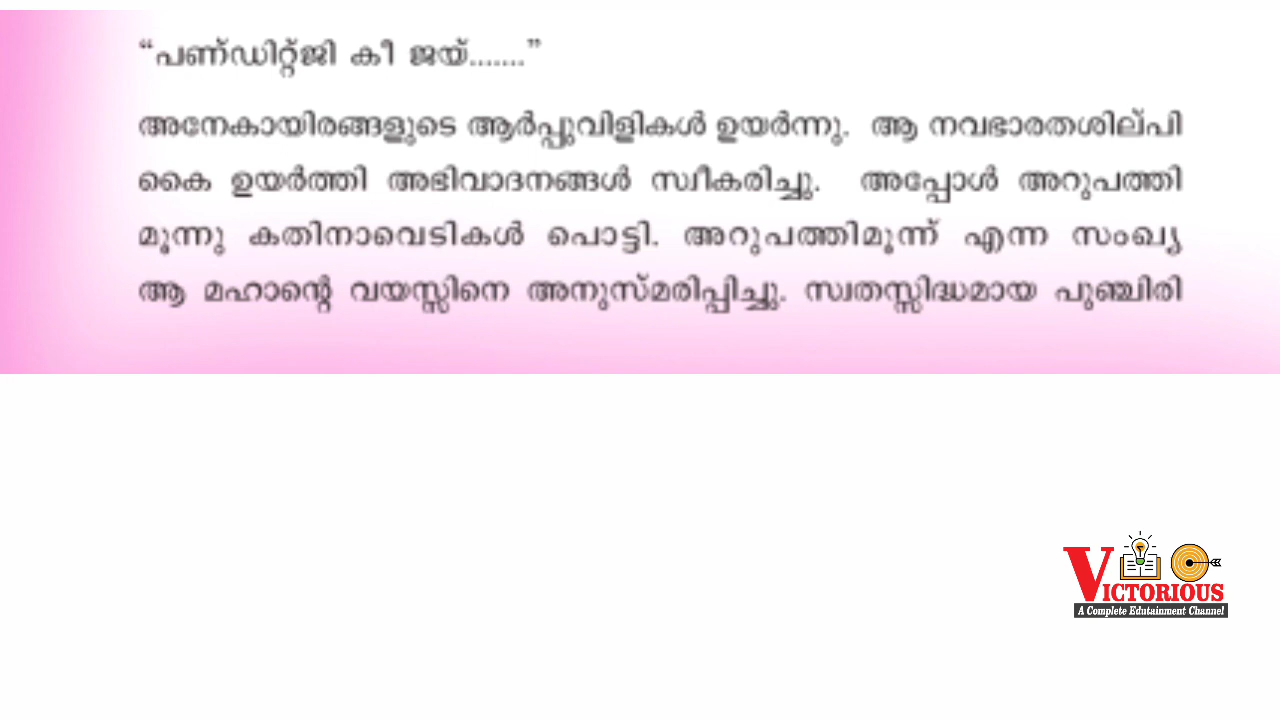 “പണ്ഡിറ്റ്ജി കീ ജയ്.......”
അനേകായിരങ്ങളുടെ ആർപ്പുവിളികൾ ഉയർന്നു. ആ നവഭാരതശില്പി
കൈ ഉയർത്തി അഭിവാദനങ്ങൾ സ്വീകരിച്ചു. അപ്പോൾ അറുപത്തി
മൂന്നു കതിനാവെടികൾ പൊട്ടി. അറുപത്തിമൂന്ന് എന്ന സംഖ്യ
ആ മഹാന്റെ വയസ്സിനെ അനുസ്മരിപ്പിച്ചു. സ്വതസ്സിദ്ധമായ പുഞ്ചിരി
VICTORIOUS
A Complete Edutainment Channel